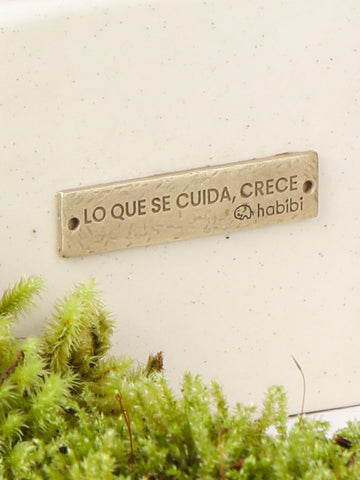 LO QUE SE CUIDA, CRECE
habibi